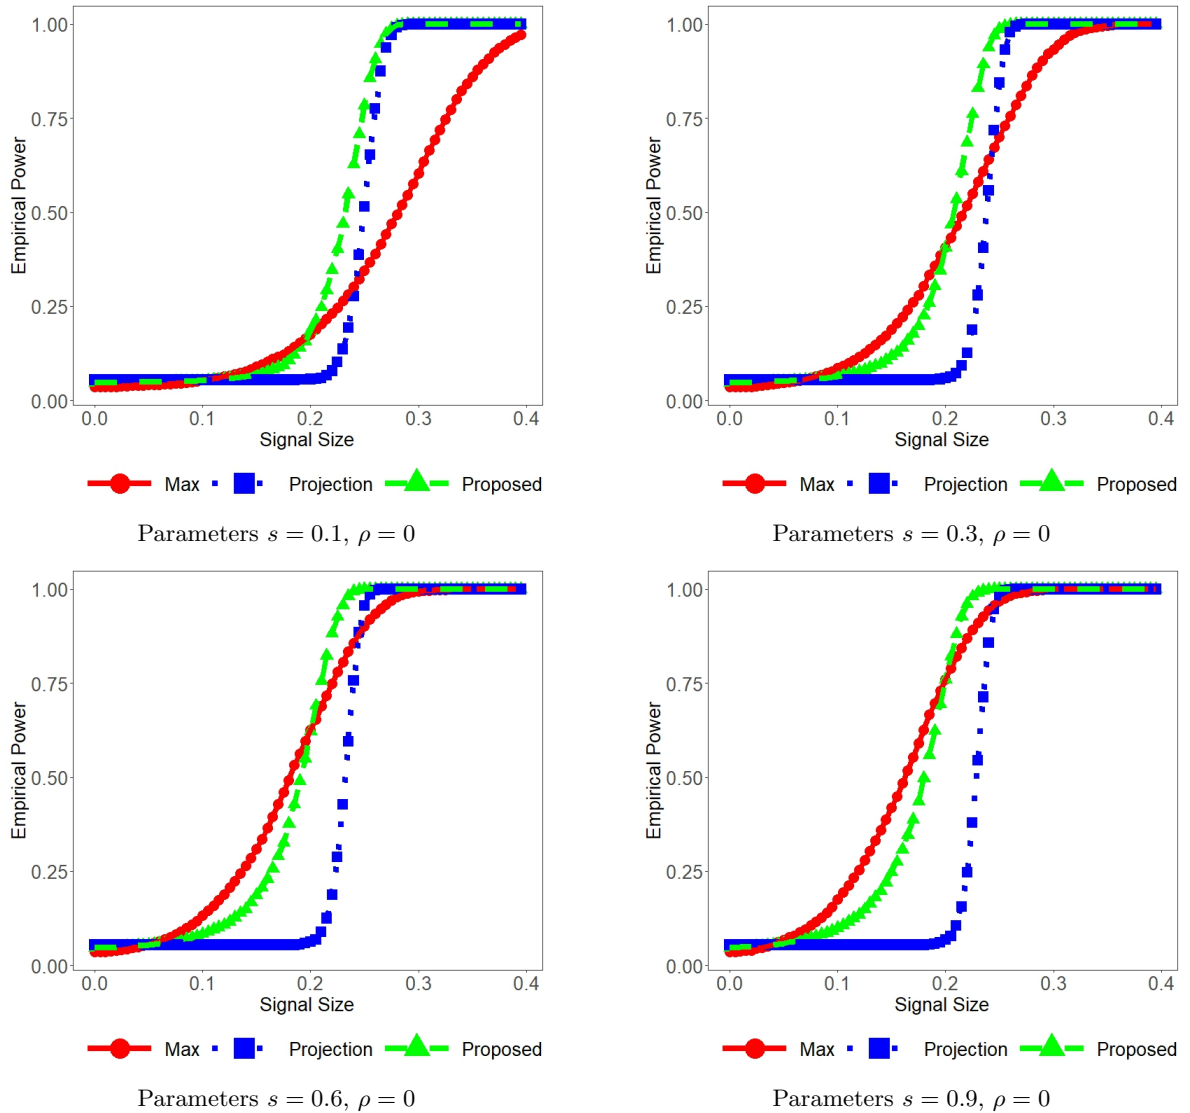 1.00
0.75
0.50
0.25
0.00
Empirical Power
0.0 0.1 0.2 0.3 0.4
Signal Size
Max Projection Proposed
Parameters s = 0.1, ρ = 0
1.00
0.75
0.50
0.25
0.00
Empirical Power
0.0 0.1 0.2 0.3 0.4
Signal Size
Max Projection Proposed
Parameters s = 0.3, ρ = 0
1.00
0.75
0.50
0.25
0.00
Empirical Power
0.0 0.1 0.2 0.3 0.4
Signal Size
Max Projection Proposed
Parameters s = 0.6, ρ = 0
1.00
0.75
0.50
0.25
0.00
Empirical Power
0.0 0.1 0.2 0.3 0.4
Signal Size
Max Projection Proposed
Parameters s = 0.9, ρ = 0